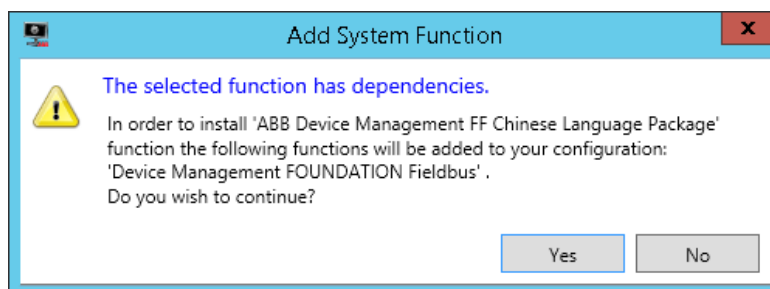 Add System Function
x
The selected function has dependencies.
In order to install 'ABB Device Management FF Chinese Language Package'
function the following functions will be added to your configuration:
'Device Management FOUNDATION Fieldbus' .
Do you wish to continue?
Yes No